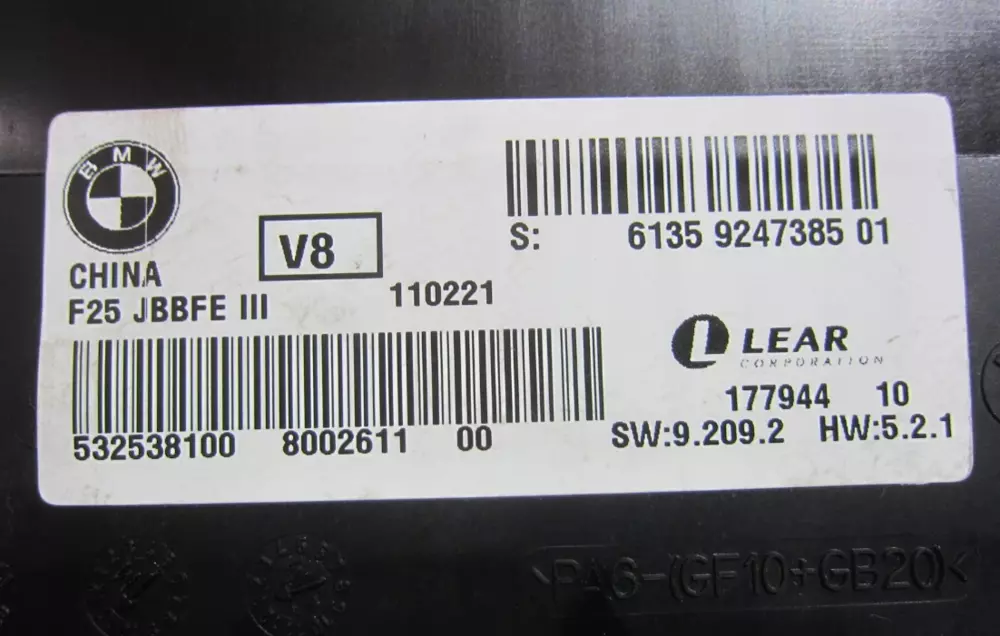 BMW
S: 6135 9247385 01
V8
CHINA
F25 JBBFE III 110221
LEAR
CORPORATION
177944 10
532538100 8002611 00
SW:9.209.2 HW:5.2.1
>PA6-(GF10+GB20)<